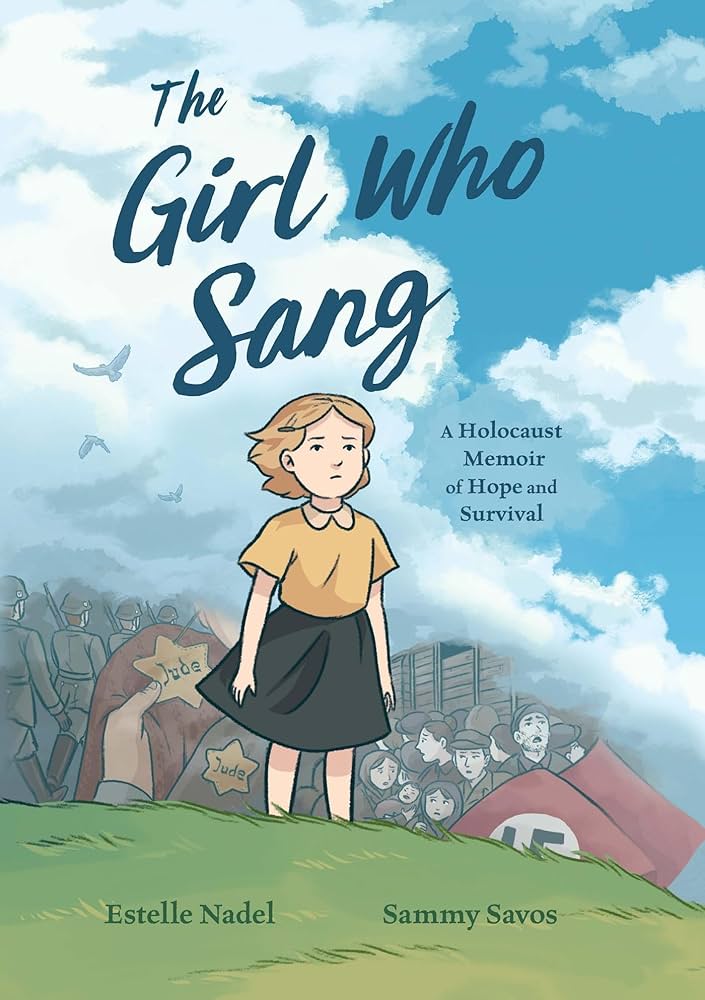 The
Girl Who
Sang
A Holocaust
Memoir
of Hope and
Survival
Jude
Jude
Estelle Nadel
Sammy Savos